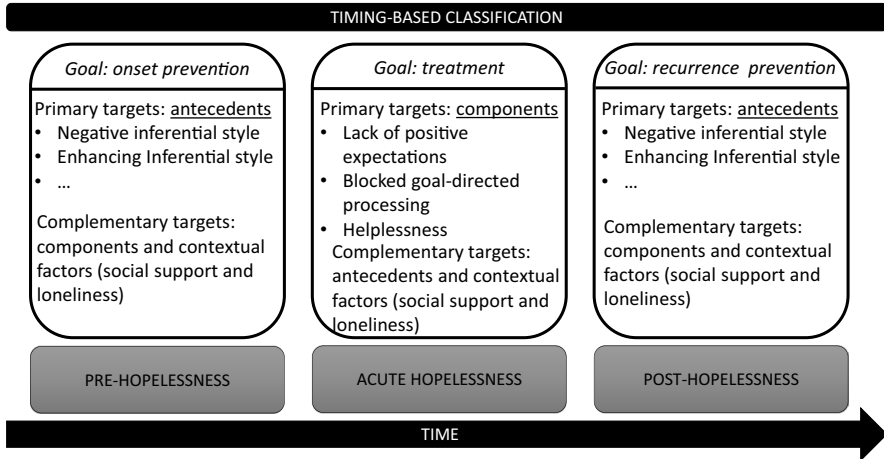 TIMING-BASED CLASSIFICATION
Goal: onset prevention
Primary targets: antecedents
• Negative inferential style
• Enhancing Inferential style
• ...
Complementary targets:
components and contextual
factors (social support and
loneliness)
PRE-HOPELESSNESS
Goal: treatment
Primary targets: components
• Lack of positive
expectations
• Blocked goal-directed
processing
• Helplessness
Complementary targets:
antecedents and contextual
factors (social support and
loneliness)
ACUTE HOPELESSNESS
Goal: recurrence prevention
Primary targets: antecedents
• Negative inferential style
• Enhancing Inferential style
• ...
Complementary targets:
components and contextual
factors (social support and
loneliness)
POST-HOPELESSNESS
TIME